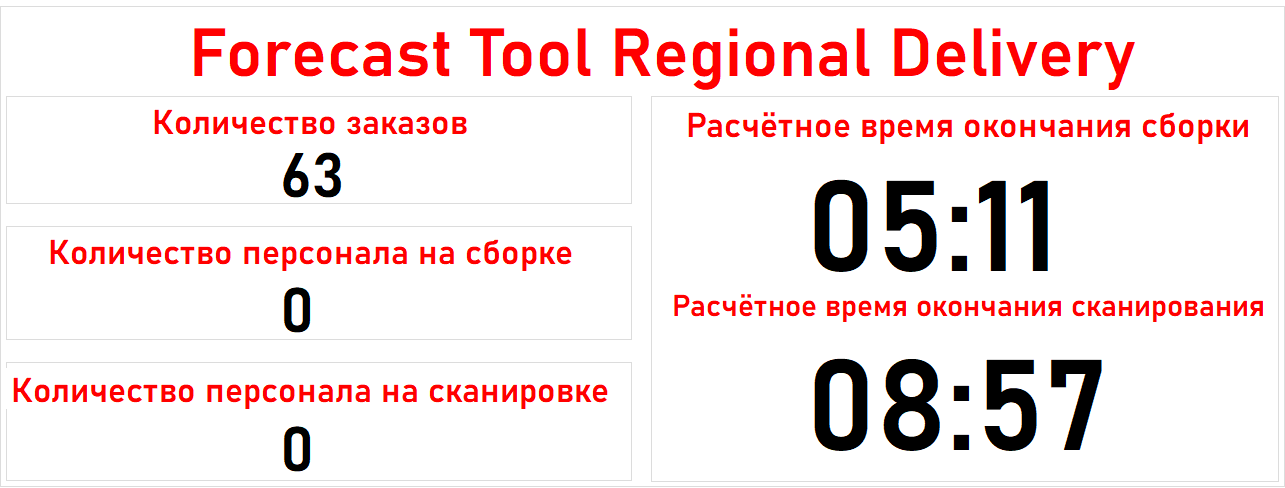 Forecast Tool Regional Delivery
Количество заказов
63
Количество персонала на сборке
0
Количество персонала на сканировке
0
Расчётное время окончания сборки
05:11
Расчётное время окончания сканирования
08:57